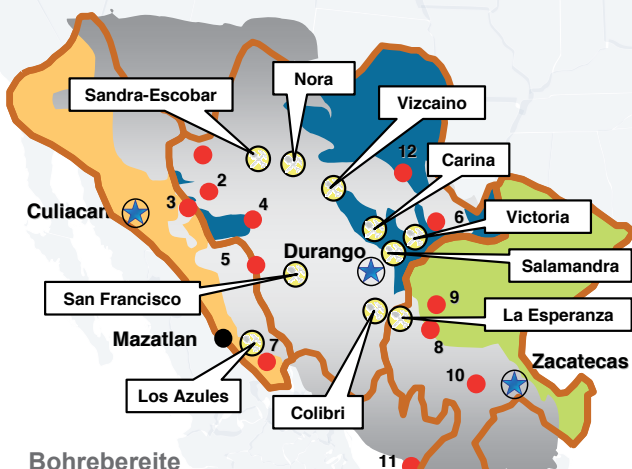 Nora
Sandra-Escobar
Vizcaino
12
Carina
2
3
4
Culiacan
6
Victoria
Durango
5
Salamandra
San Francisco
9
La Esperanza
Mazatlan
8
7
Zacatecas
10
Los Azules
Colibri
11
Bohrebereite